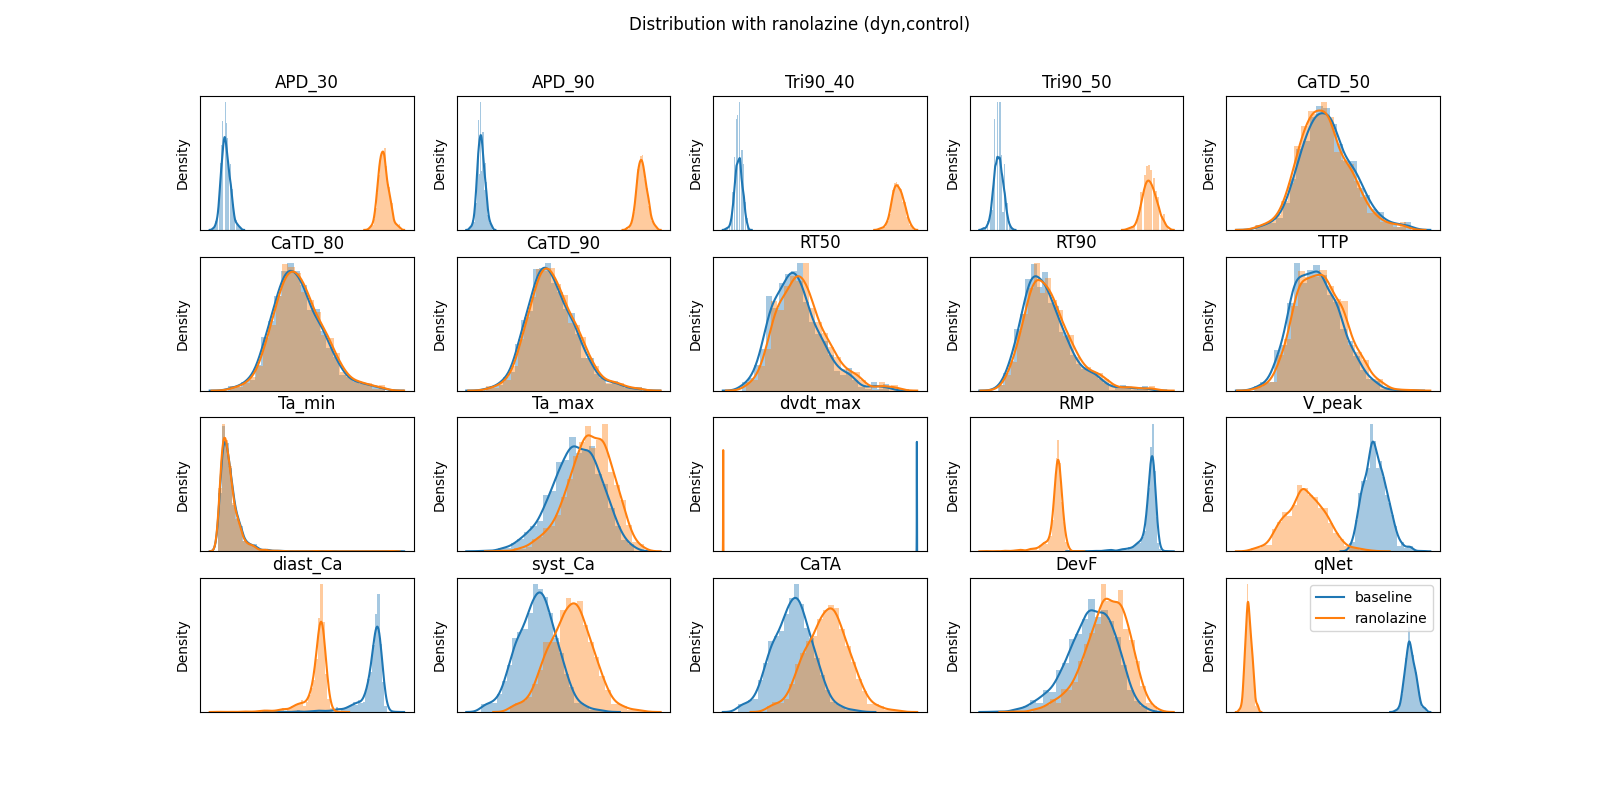 Distribution with ranolazine (dyn,control)
APD_30
APD_90
Tri90_40
Tri90_50
CaTD_50
Density
Density
Density
Density
Density
CaTD_80
CaTD_90
RT50
RT90
TTP
Density
Density
Density
Density
Density
Ta_min
Ta_max
dvdt_max
RMP
V_peak
Density
Density
Density
Density
Density
diast_Ca
syst_Ca
CaTA
DevF
qNet
Density
Density
Density
Density
Density
baseline
ranolazine